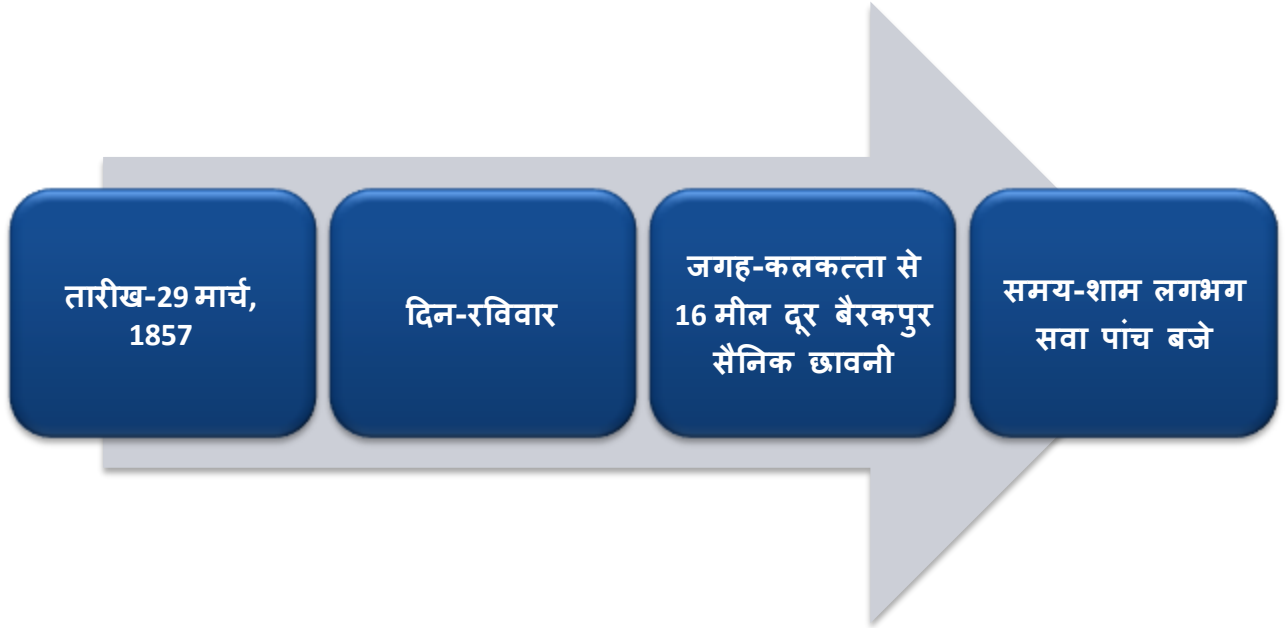 तारीख-29 मार्च,
1857
दिन-रविवार
जगह-कलकत्ता से
16 मील दूर बैरकपुर
सैनिक छावनी
समय-शाम लगभग
सवा पांच बजे